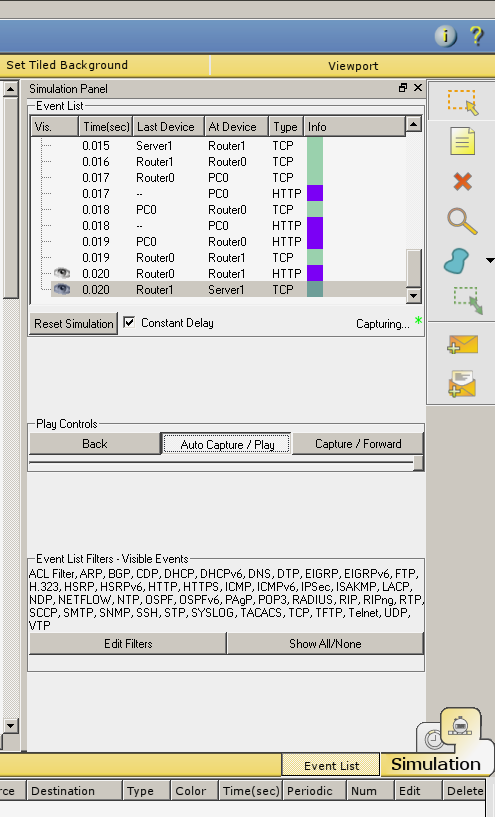 Set Tiled Background Viewport
Simulation Panel
Event List
Vis. Time(sec) Last Device At Device Type Info
0.015 Server1 Router1 TCP
0.016 Router1 Router0 TCP
0.017 Router0 PC0 TCP
0.017 -- PC0 HTTP
0.018 PC0 Router0 TCP
0.018 -- PC0 HTTP
0.019 PC0 Router0 HTTP
0.019 Router0 Router1 TCP
0.020 Router0 Router1 HTTP
0.020 Router1 Server1 TCP
Reset Simulation Constant Delay Capturing... *
Play Controls
Back Auto Capture / Play Capture / Forward
Event List Filters - Visible Events
ACL Filter, ARP, BGP, CDP, DHCP, DHCPv6, DNS, DTP, EIGRP, EIGRPv6, FTP,
H.323, HSRP, HSRPv6, HTTP, HTTPS, ICMP, ICMPv6, IPSec, ISAKMP, LACP,
NDP, NETFLOW, NTP, OSPF, OSPFv6, PAgP, POP3, RADIUS, RIP, RIPng, RTP,
SCCP, SMTP, SNMP, SSH, STP, SYSLOG, TACACS, TCP, TFTP, Telnet, UDP,
VTP
Edit Filters Show All/None
Event List Simulation
rce Destination Type Color Time(sec) Periodic Num Edit Delete